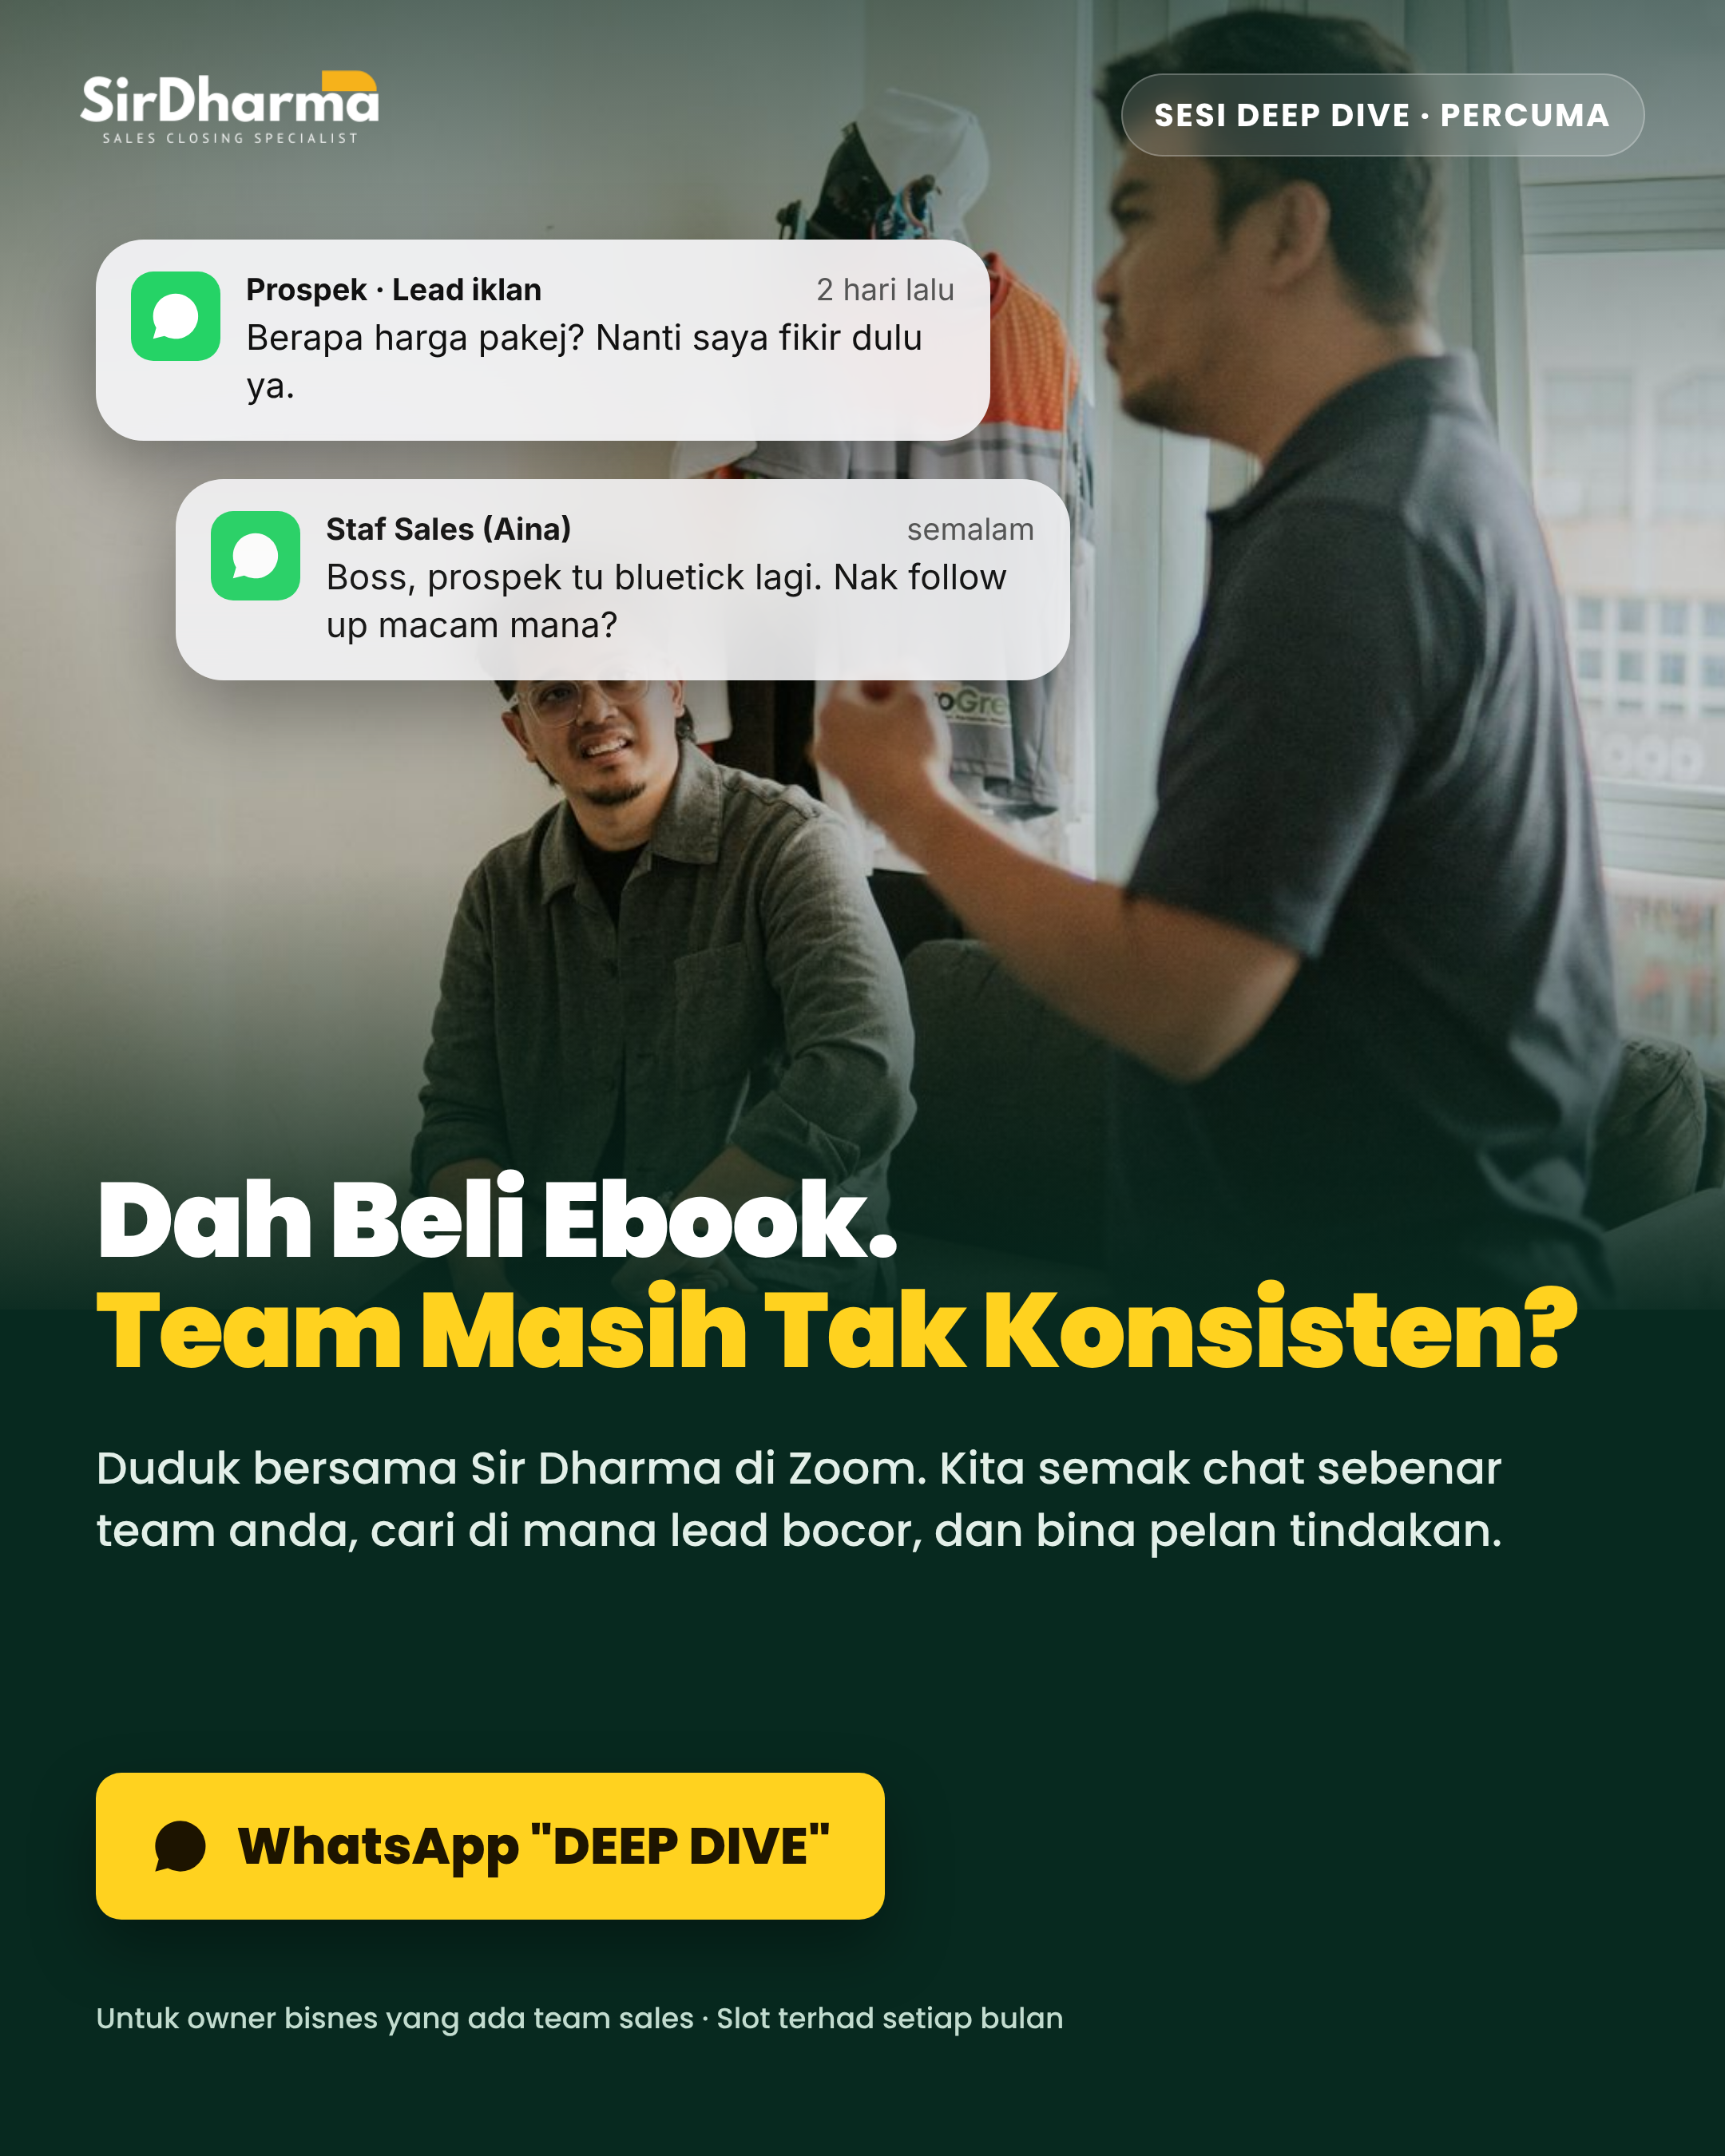 SirDharma
SALES CLOSING SPECIALIST
SESI DEEP DIVE · PERCUMA
Prospek · Lead iklan
2 hari lalu
Berapa harga pakej? Nanti saya fikir dulu
ya.
Staf Sales (Aina)
semalam
Boss, prospek tu bluetick lagi. Nak follow
up macam mana?
Dah Beli Ebook.
Team Masih Tak Konsisten?
Duduk bersama Sir Dharma di Zoom. Kita semak chat sebenar
team anda, cari di mana lead bocor, dan bina pelan tindakan.
WhatsApp "DEEP DIVE"
Untuk owner bisnes yang ada team sales · Slot terhad setiap bulan